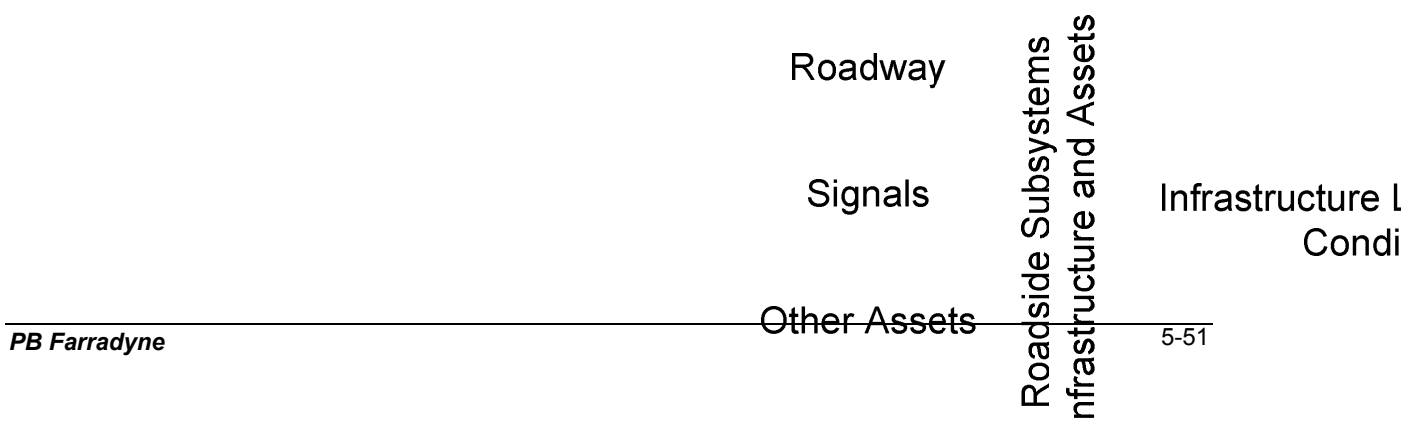 Roadway
Signals
Other Assets
Roadside Subsystems
nfrastructure and Assets
Infrastructure
Condi
PB Farradyne
5-51